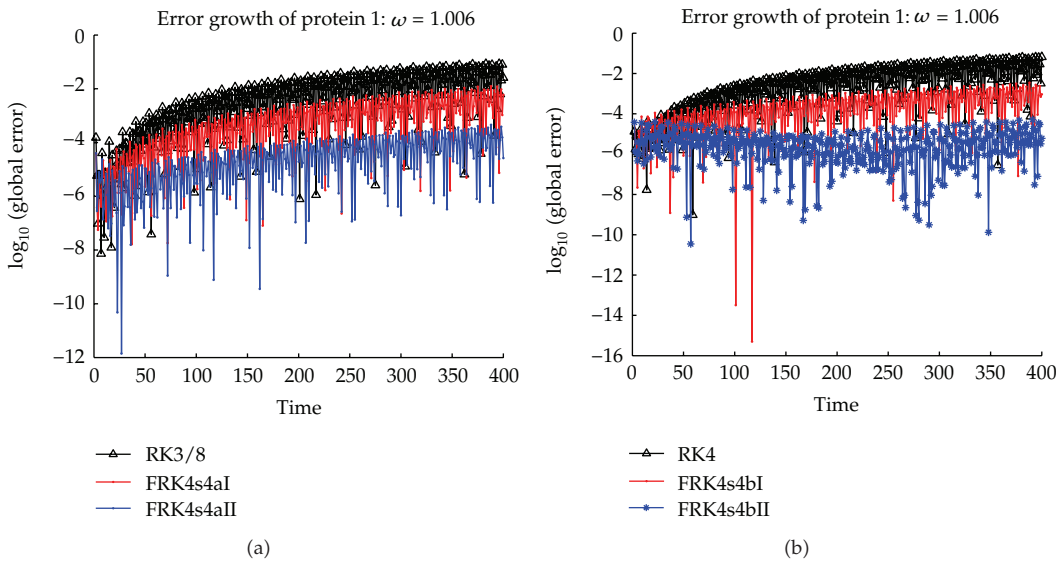 Error growth of protein 1: ω = 1.006
0
−2
−4
−6
−8
−10
−12
log₁₀ (global error)
0 50 100 150 200 250 300 350 400
Time
RK3/8
FRK4s4aI
FRK4s4aII
(a)
Error growth of protein 1: ω = 1.006
0
−2
−4
−6
−8
−10
−12
−14
−16
log₁₀ (global error)
0 50 100 150 200 250 300 350 400
Time
RK4
FRK4s4bI
FRK4s4bII
(b)